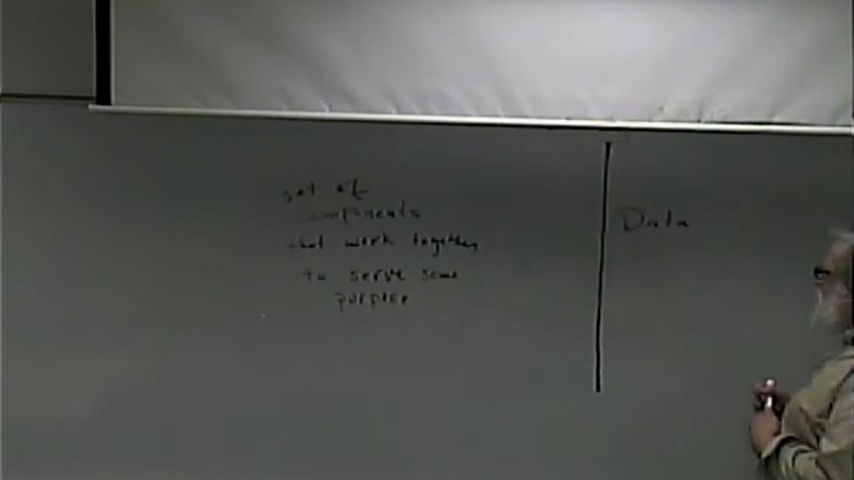 set of
components
that work together
to serve some
purpose
Data